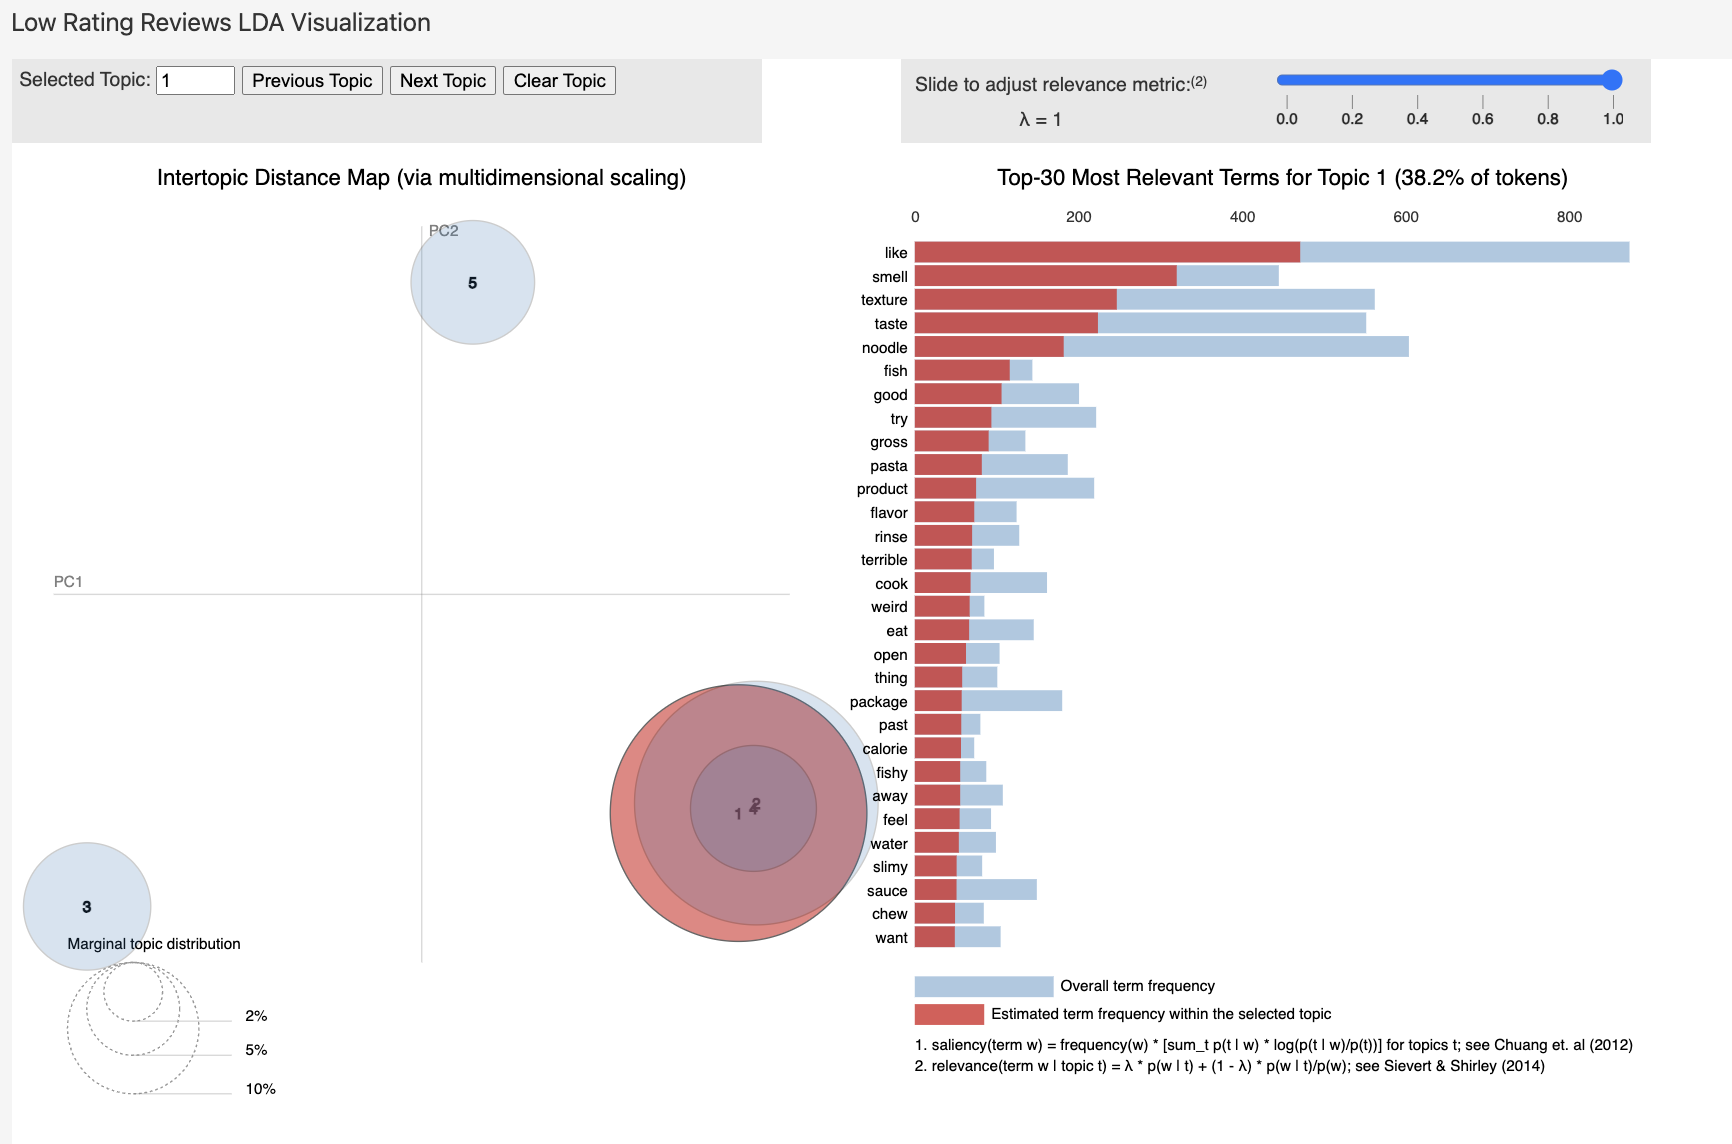 Low Rating Reviews LDA Visualization
Selected Topic: 1 Previous Topic Next Topic Clear Topic
Slide to adjust relevance metric:(2)
λ = 1
0.0 0.2 0.4 0.6 0.8 1.0
Intertopic Distance Map (via multidimensional scaling)
PC2
5
PC1
2
1 4
3
Marginal topic distribution
2%
5%
10%
Top-30 Most Relevant Terms for Topic 1 (38.2% of tokens)
0 200 400 600 800
like
smell
texture
taste
noodle
fish
good
try
gross
pasta
product
flavor
rinse
terrible
cook
weird
eat
open
thing
package
past
calorie
fishy
away
feel
water
slimy
sauce
chew
want
Overall term frequency
Estimated term frequency within the selected topic
1. saliency(term w) = frequency(w) * [sum_t p(t | w) * log(p(t | w)/p(t))] for topics t; see Chuang et. al (2012)
2. relevance(term w | topic t) = λ * p(w | t) + (1 - λ) * p(w | t)/p(w); see Sievert & Shirley (2014)